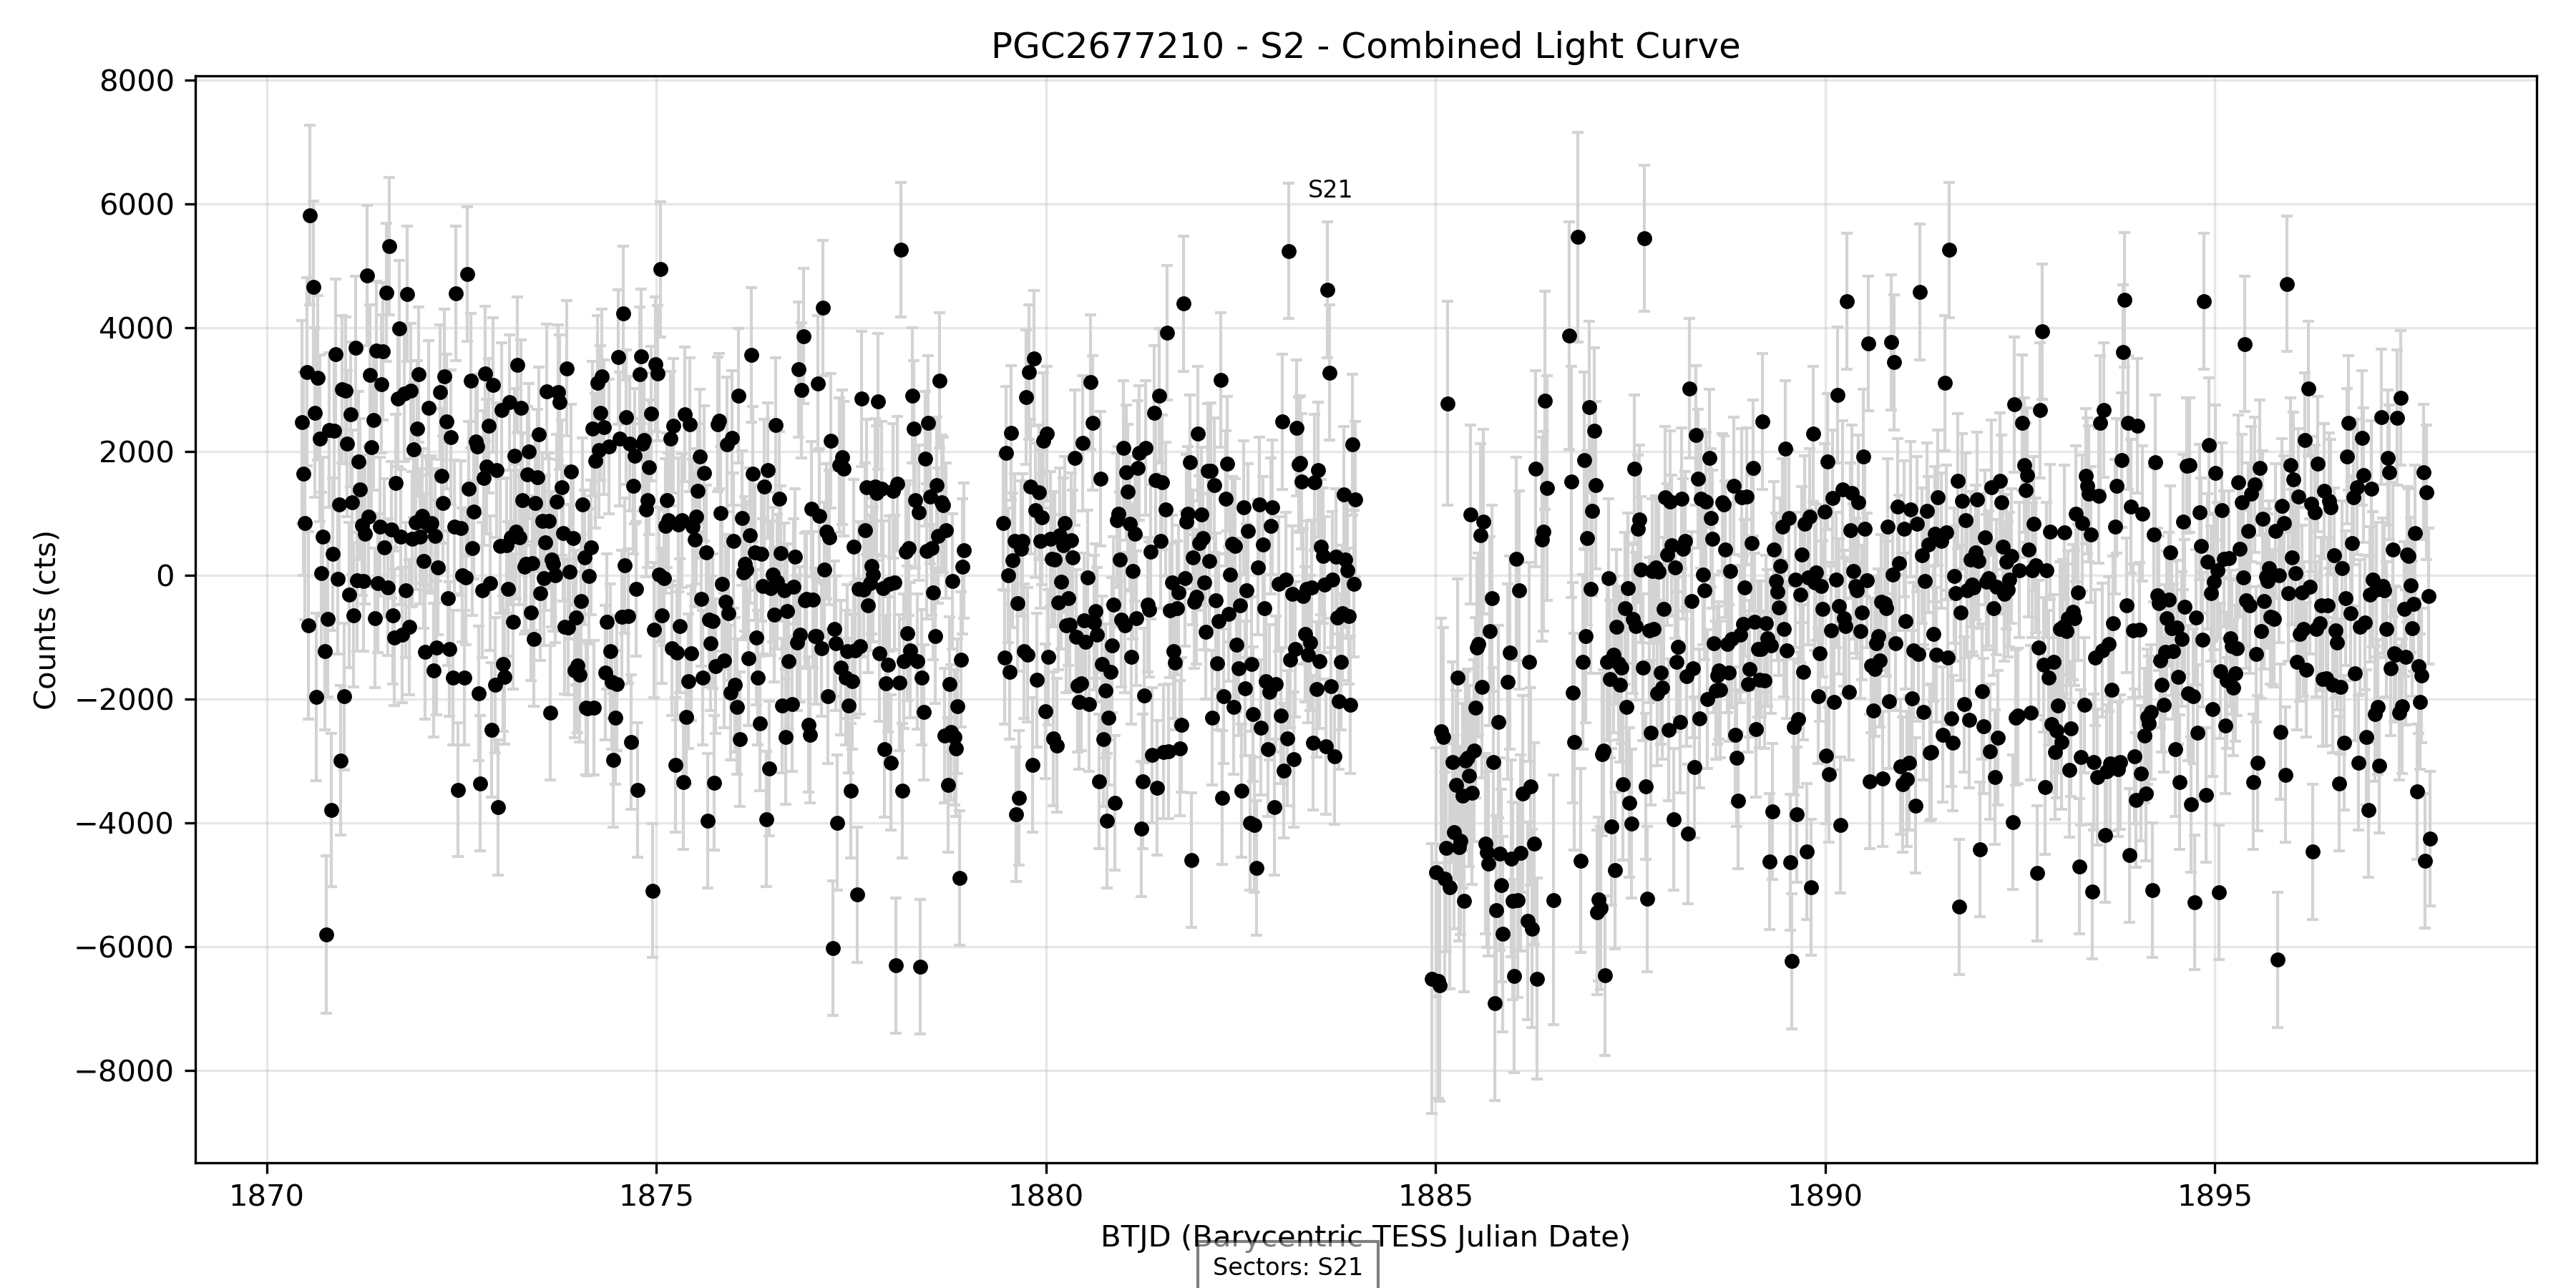 PGC2677210 - S2 - Combined Light Curve
8000
6000
4000
2000
0
−2000
−4000
−6000
−8000
Counts (cts)
S21
1870 1875 1880 1885 1890 1895
BTJD (Barycentric TESS Julian Date)
Sectors: S21